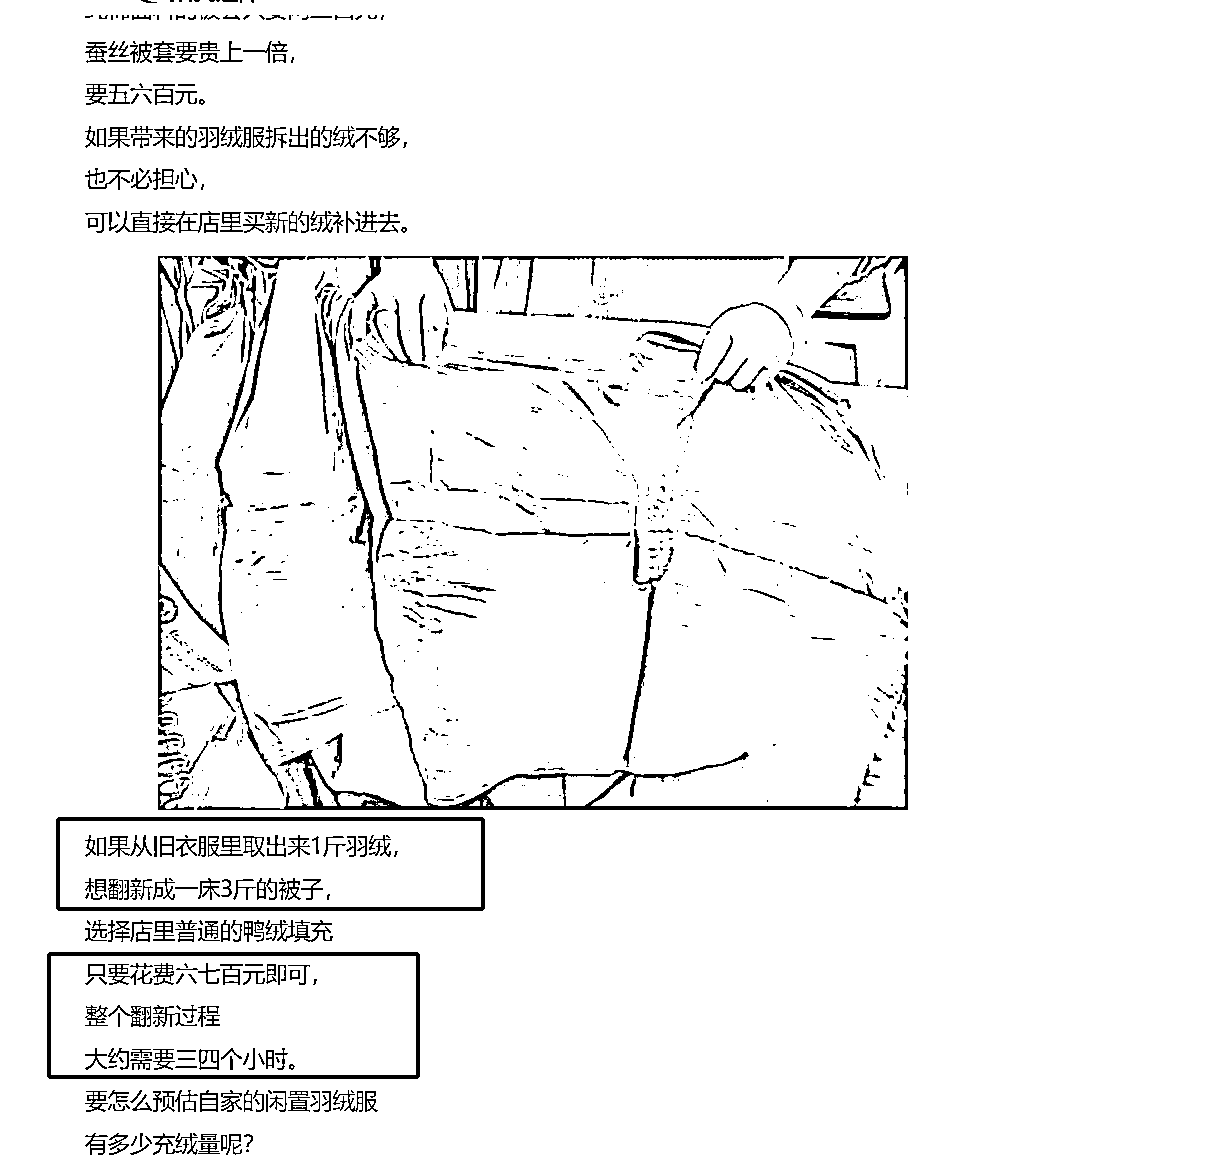 蚕丝被套要贵上一倍，
要五六百元。
如果带来的羽绒服拆出的绒不够，
也不必担心，
可以直接在店里买新的绒补进去。
如果从旧衣服里取出来1斤羽绒，
想翻新成一床3斤的被子，
选择店里普通的鸭绒填充
只要花费六七百元即可，
整个翻新过程
大约需要三四个小时。
要怎么预估自家的闲置羽绒服
有多少充绒量呢？